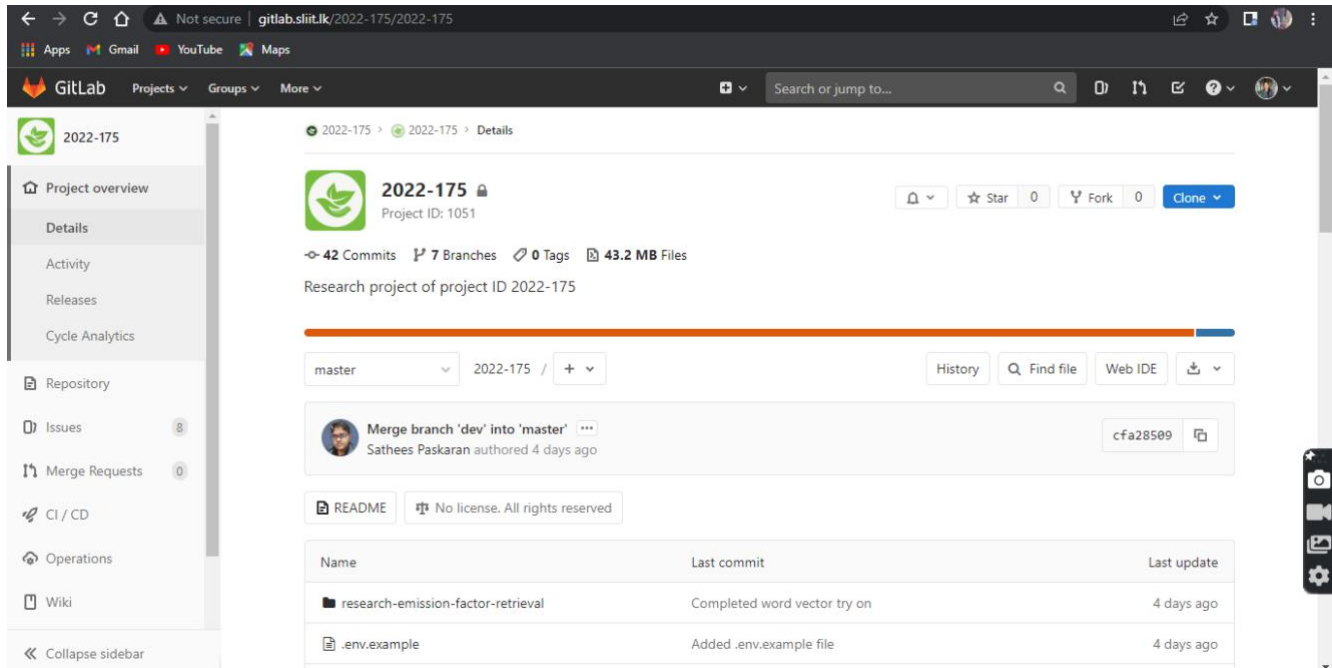 Not secure | gitlab.sliit.lk/2022-175/2022-175
Apps Gmail YouTube Maps
GitLab Projects Groups More Search or jump to...
2022-175
Project overview
Details
Activity
Releases
Cycle Analytics
Repository
Issues 8
Merge Requests 0
CI / CD
Operations
Wiki
Collapse sidebar
2022-175 > 2022-175 > Details
2022-175
Project ID: 1051
Star 0 Fork 0 Clone
42 Commits 7 Branches 0 Tags 43.2 MB Files
Research project of project ID 2022-175
master 2022-175 / + History Find file Web IDE
Merge branch 'dev' into 'master' ...
Sathees Paskaran authored 4 days ago
cfa28509
README No license. All rights reserved
Name Last commit Last update
research-emission-factor-retrieval Completed word vector try on 4 days ago
.env.example Added .env.example file 4 days ago